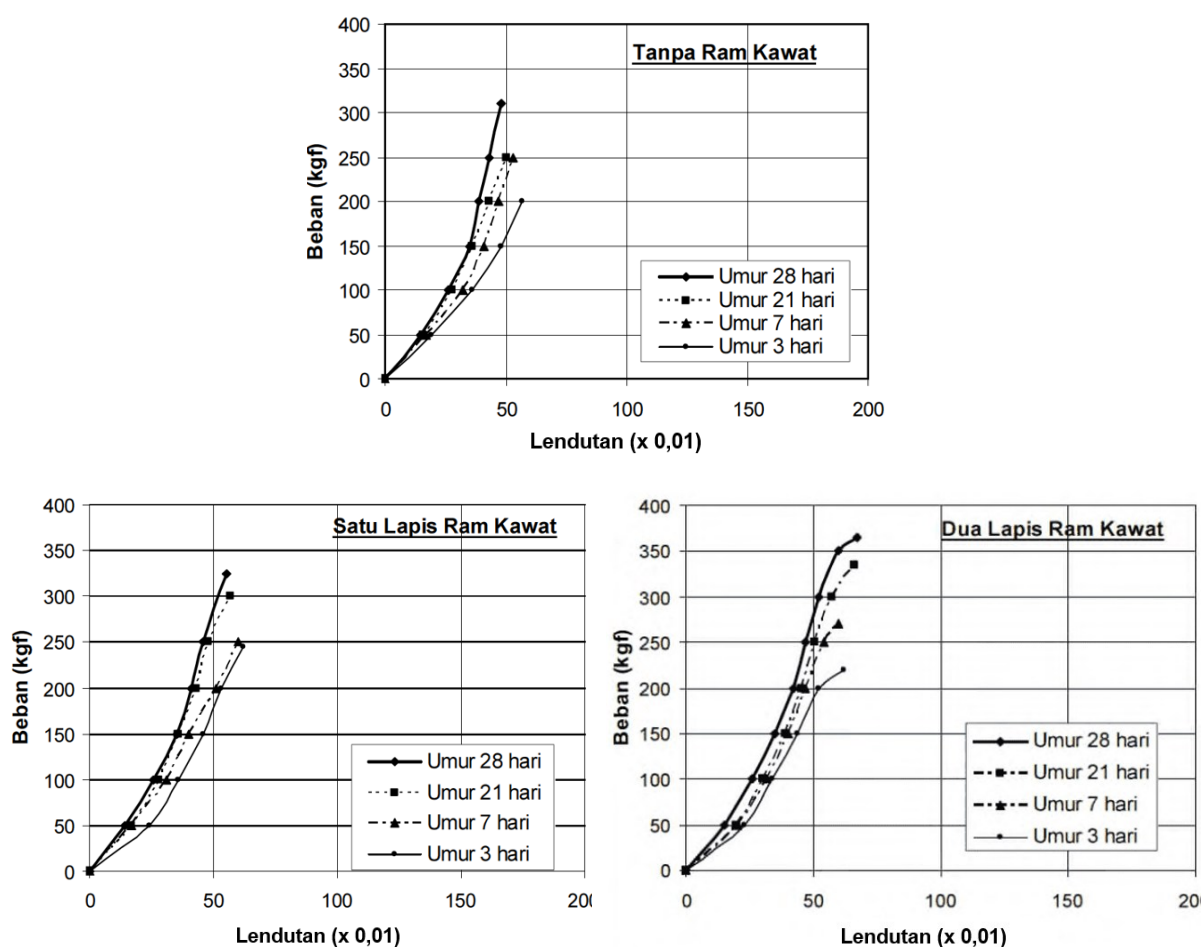 Tanpa Ram Kawat
400
350
300
250
200
150
100
50
0
Beban (kgf)
Umur 28 hari
Umur 21 hari
Umur 7 hari
Umur 3 hari
0 50 100 150 200
Lendutan (x 0,01)
Satu Lapis Ram Kawat
400
350
300
250
200
150
100
50
0
Beban (kgf)
Umur 28 hari
Umur 21 hari
Umur 7 hari
Umur 3 hari
0 50 100 150 200
Lendutan (x 0,01)
Dua Lapis Ram Kawat
400
350
300
250
200
150
100
50
0
Beban (kgf)
Umur 28 hari
Umur 21 hari
Umur 7 hari
Umur 3 hari
0 50 100 150 200
Lendutan (x 0,01)